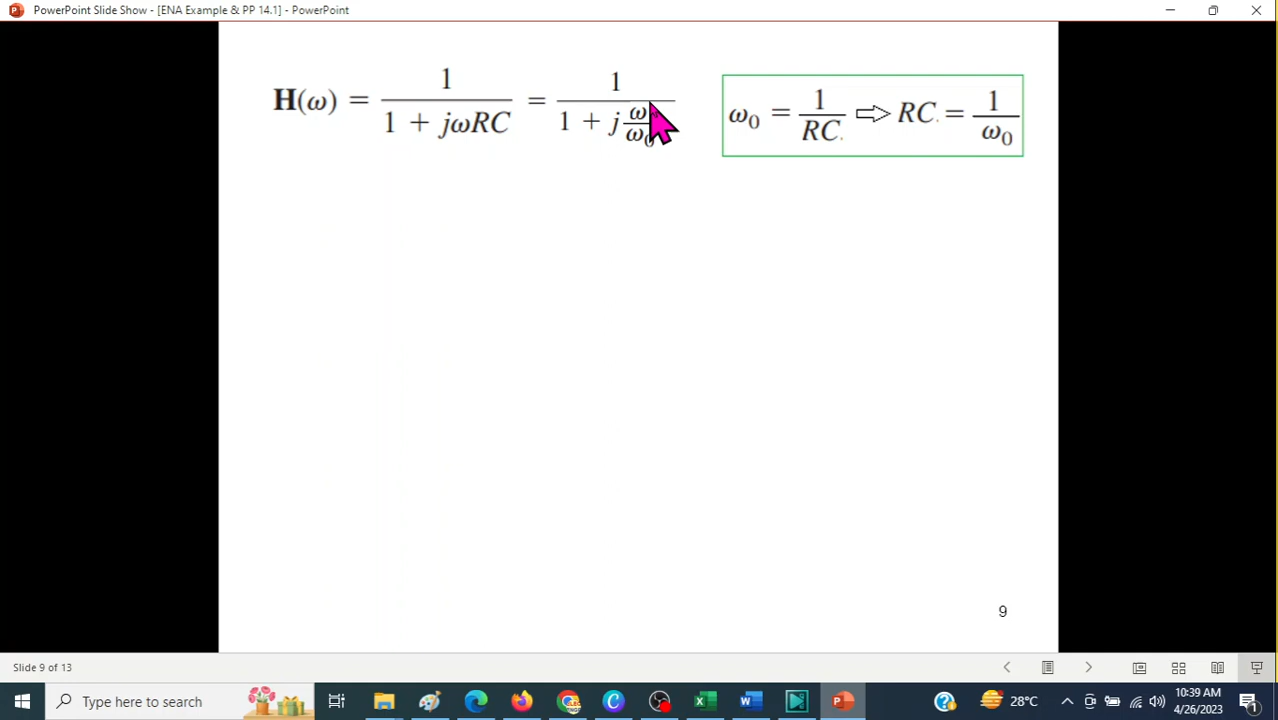 PowerPoint Slide Show - [ENA Example & PP 14.1] - PowerPoint
H(ω) = 1 / (1 + jωRC) = 1 / (1 + j ω/ω₀)
ω₀ = 1/RC. ⇨ RC. = 1/ω₀
9
Slide 9 of 13
Type here to search
28°C
10:39 AM
4/26/2023
1